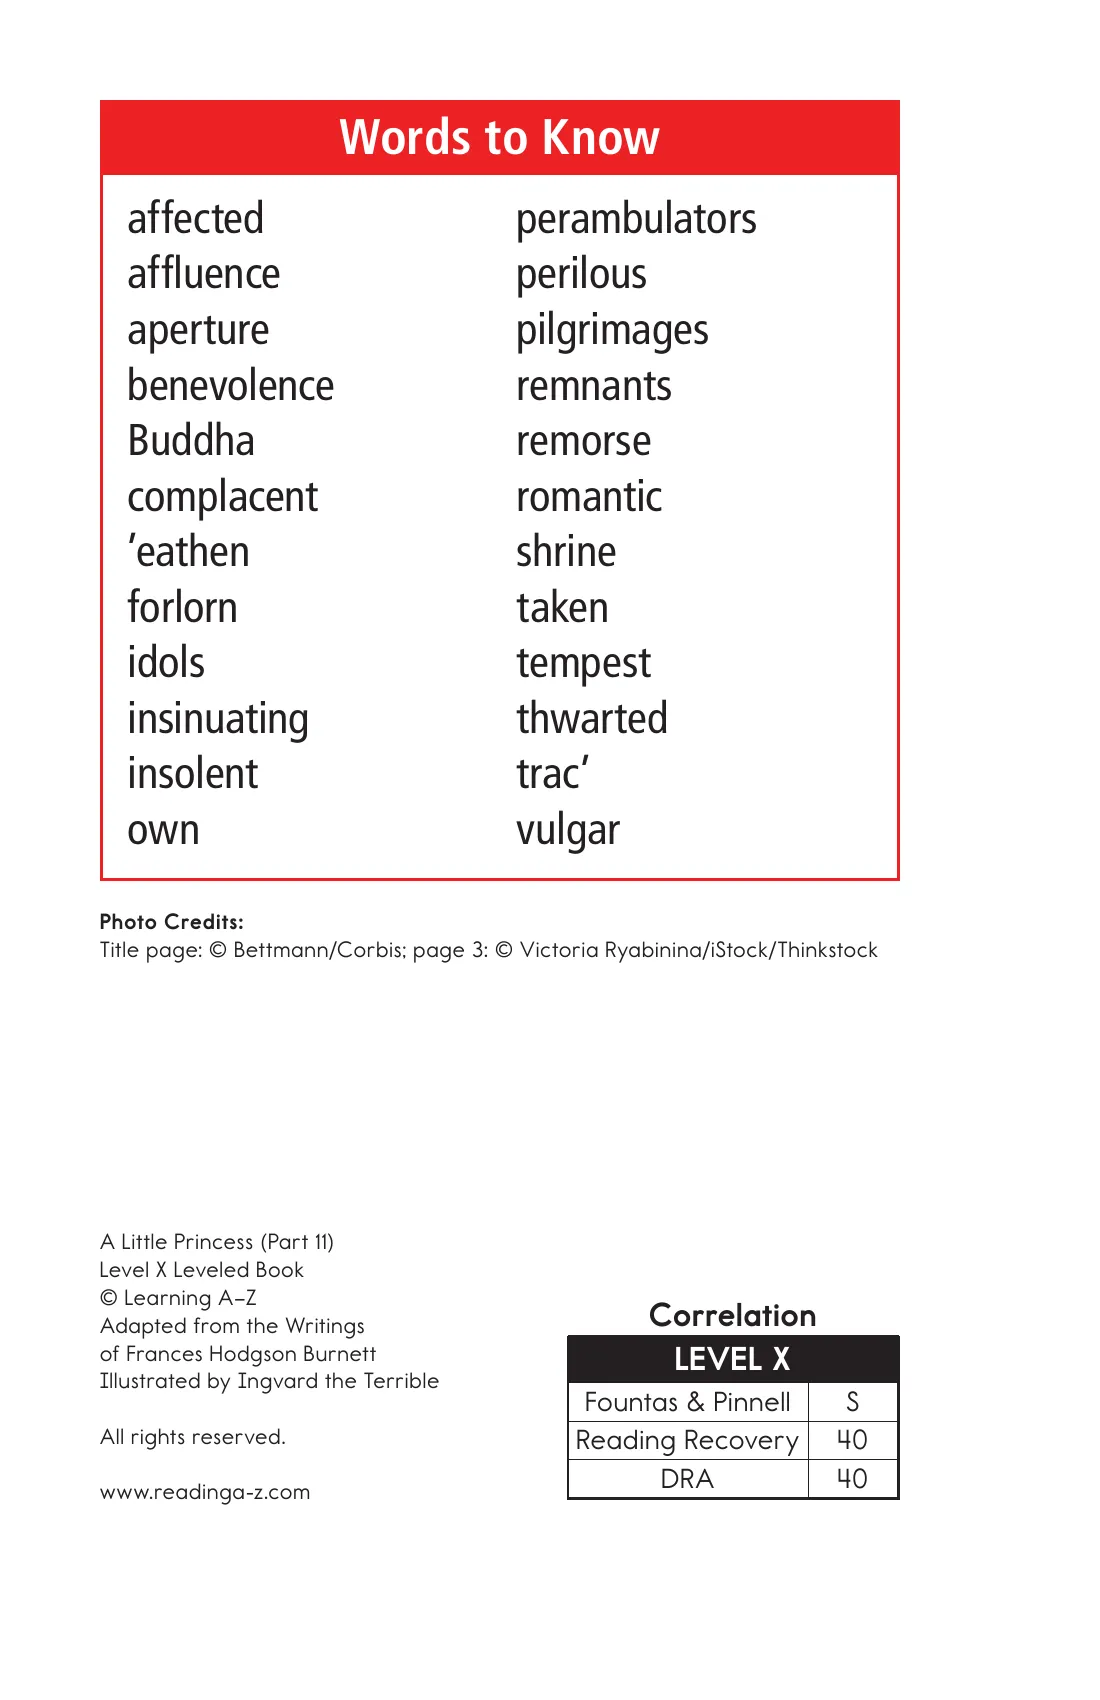 Words to Know
affected
affluence
aperture
benevolence
Buddha
complacent
’eathen
forlorn
idols
insinuating
insolent
own
perambulators
perilous
pilgrimages
remnants
remorse
romantic
shrine
taken
tempest
thwarted
trac’
vulgar
Photo Credits:
Title page: © Bettmann/Corbis; page 3: © Victoria Ryabinina/iStock/Thinkstock
A Little Princess (Part 11)
Level X Leveled Book
© Learning A–Z
Adapted from the Writings
of Frances Hodgson Burnett
Illustrated by Ingvard the Terrible
All rights reserved.
www.readinga-z.com
Correlation
LEVEL X
Fountas & Pinnell S
Reading Recovery 40
DRA 40